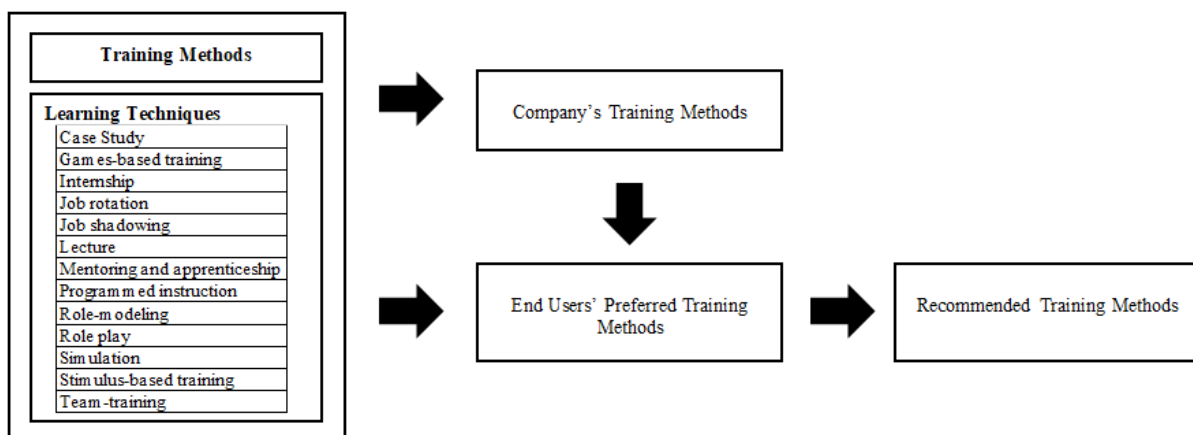 Training Methods
Learning Techniques
Case Study
Games-based training
Internship
Job rotation
Job shadowing
Lecture
Mentoring and apprenticeship
Programmed instruction
Role-modeling
Role play
Simulation
Stimulus-based training
Team-training
Company’s Training Methods
End Users’ Preferred Training
Methods
Recommended Training Methods